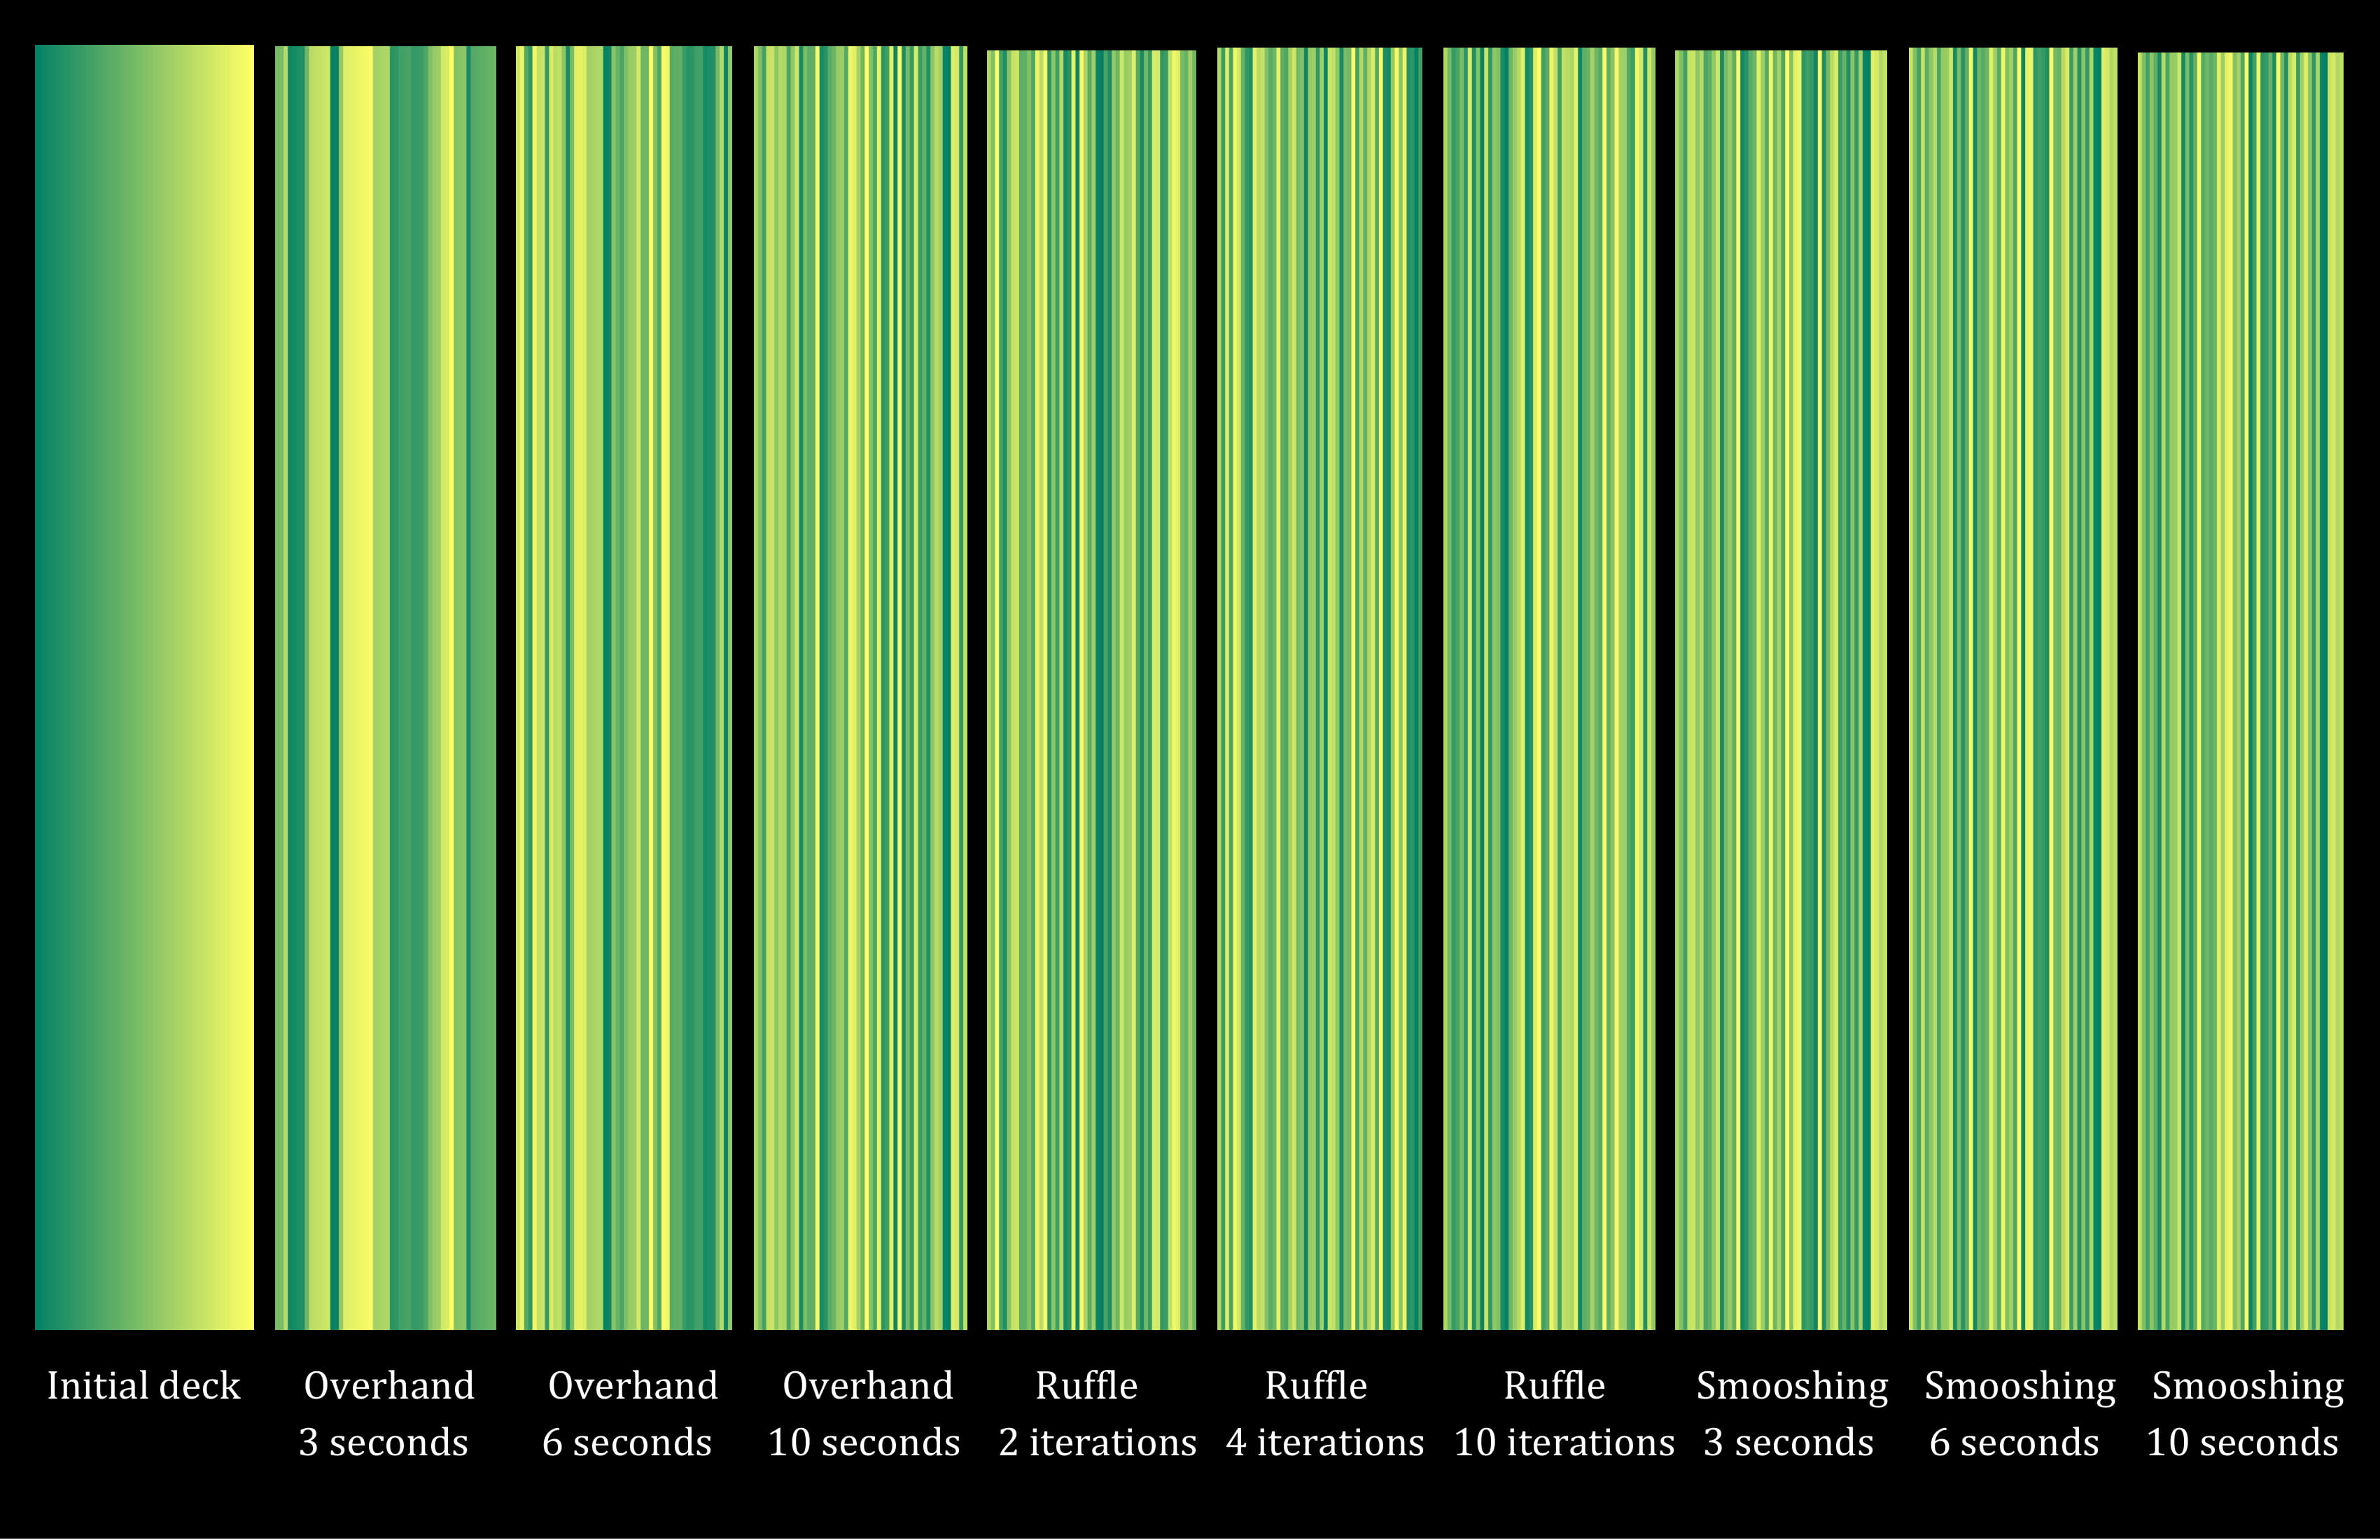 Initial deck
Overhand
3 seconds
Overhand
6 seconds
Overhand
10 seconds
Ruffle
2 iterations
Ruffle
4 iterations
Ruffle
10 iterations
Smooshing
3 seconds
Smooshing
6 seconds
Smooshing
10 seconds